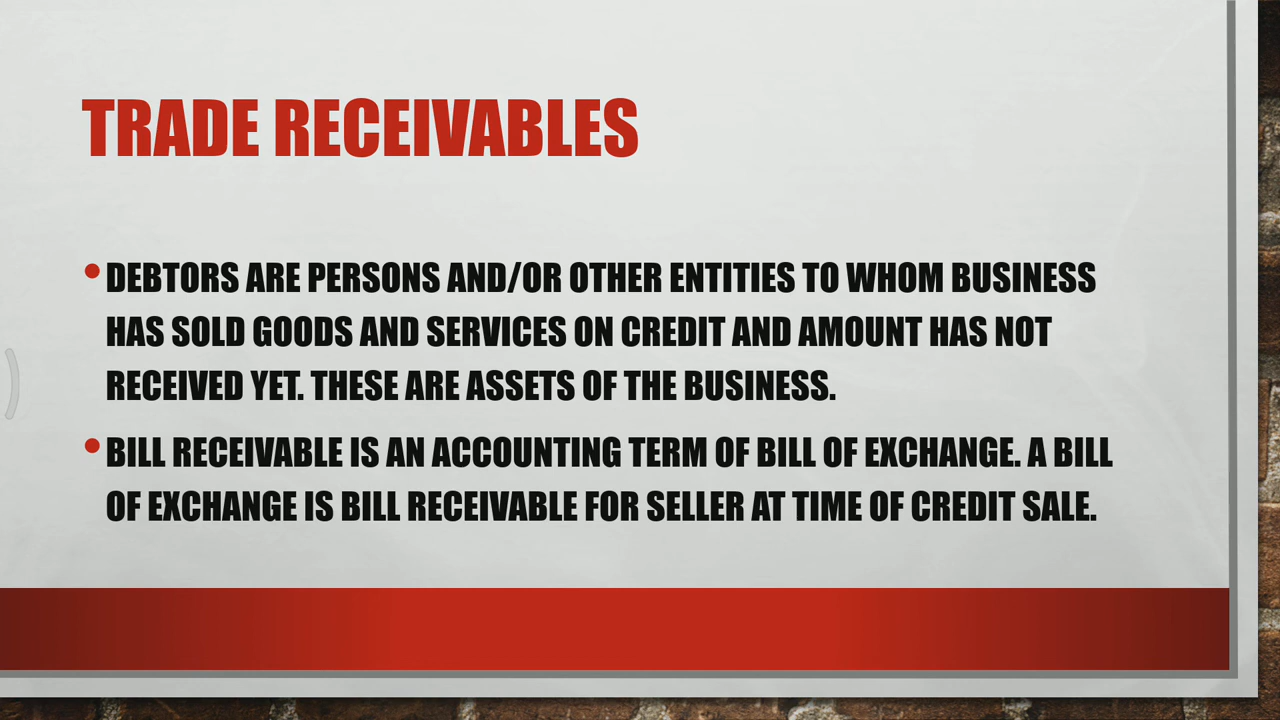 TRADE RECEIVABLES
•DEBTORS ARE PERSONS AND/OR OTHER ENTITIES TO WHOM BUSINESS
HAS SOLD GOODS AND SERVICES ON CREDIT AND AMOUNT HAS NOT
RECEIVED YET. THESE ARE ASSETS OF THE BUSINESS.
•BILL RECEIVABLE IS AN ACCOUNTING TERM OF BILL OF EXCHANGE. A BILL
OF EXCHANGE IS BILL RECEIVABLE FOR SELLER AT TIME OF CREDIT SALE.